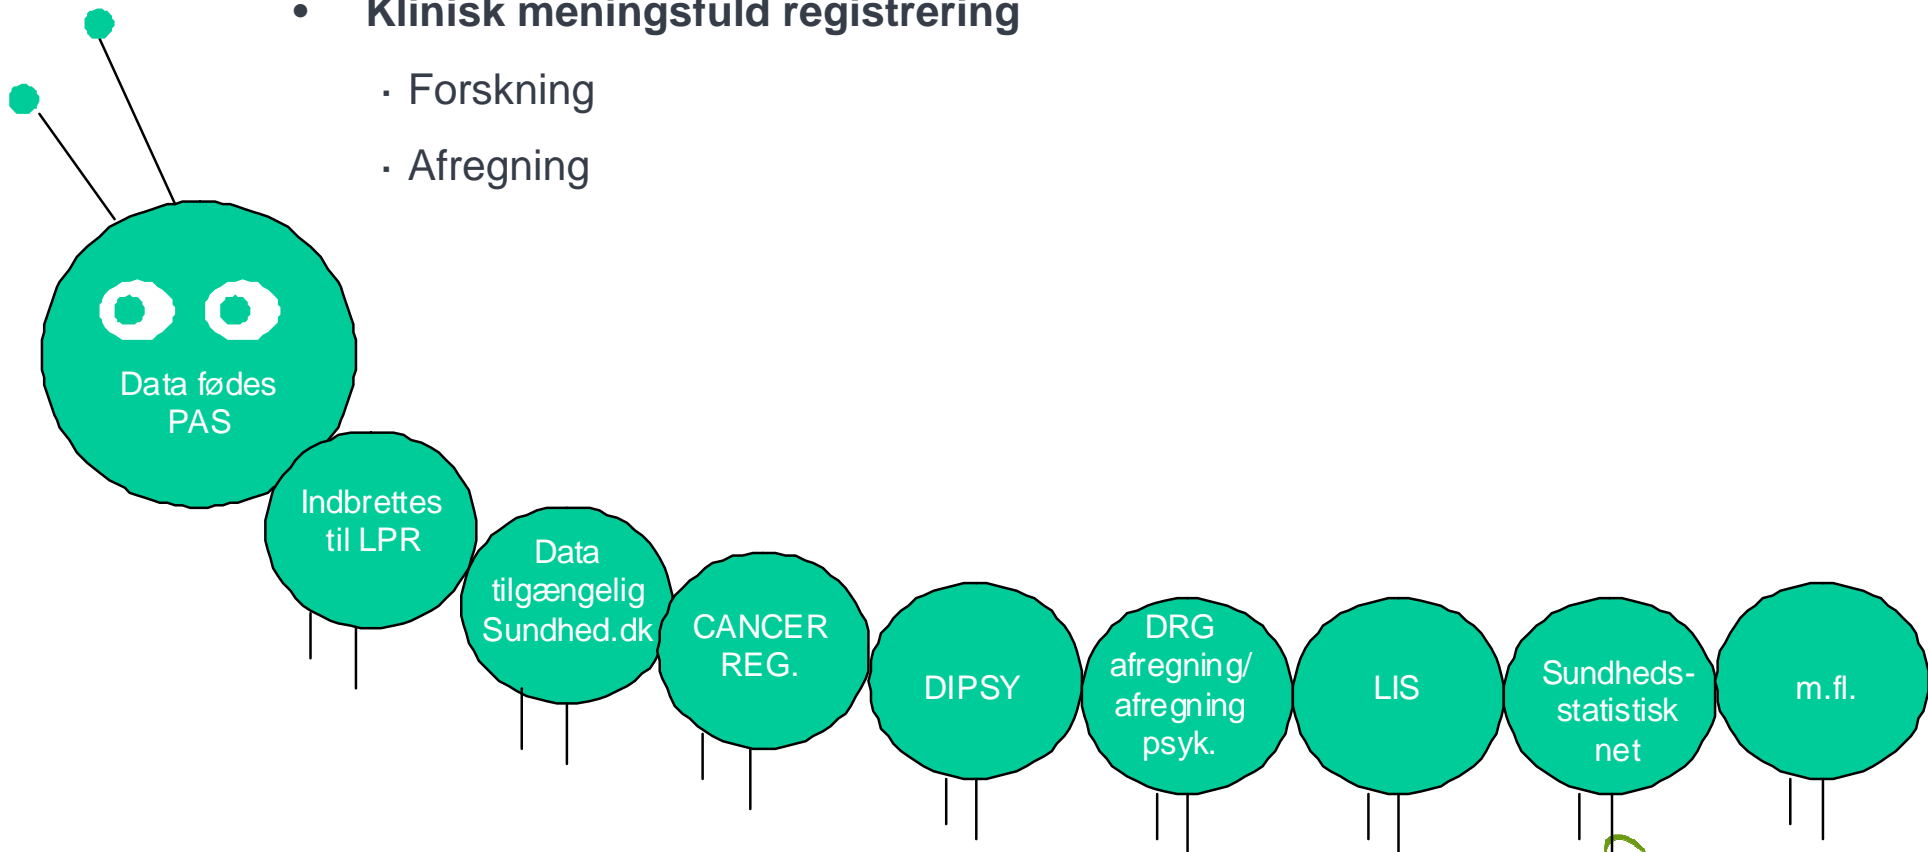 • Klinisk meningsfuld registrering
· Forskning
· Afregning
Data fødes
PAS
Indbrettes
til LPR
Data
tilgængelig
Sundhed.dk
CANCER
REG.
DIPSY
DRG
afregning/
afregning
psyk.
LIS
Sundheds-
statistisk
net
m.fl.